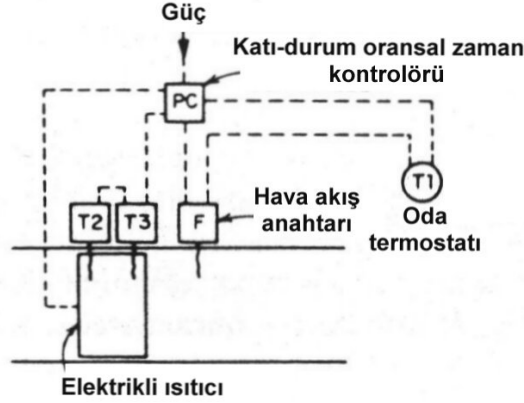 Güç
Katı-durum oransal zaman
kontrolörü
PC
T1
Oda
termostatı
Hava akış
anahtarı
T2
T3
F
Elektrikli ısıtıcı